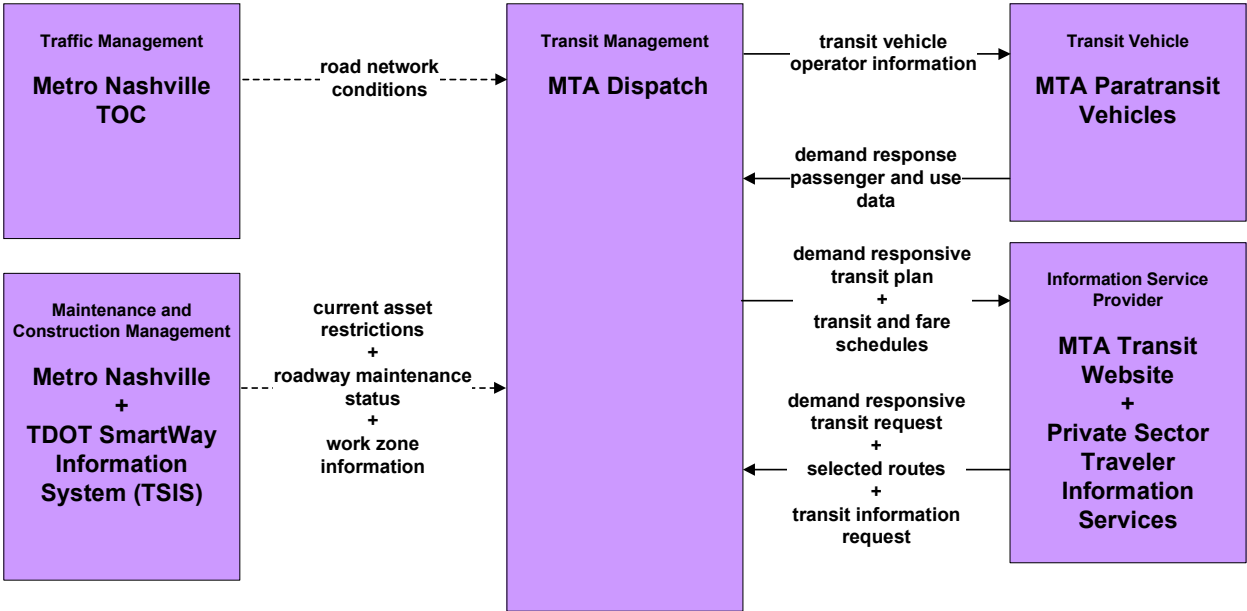 Traffic Management
Metro Nashville
TOC
road network
conditions
Transit Management
MTA Dispatch
transit vehicle
operator information
Transit Vehicle
MTA Paratransit
Vehicles
demand response
passenger and use
data
Maintenance and
Construction Management
Metro Nashville
+
TDOT SmartWay
Information
System (TSIS)
current asset
restrictions
+
roadway maintenance
status
+
work zone
information
demand responsive
transit plan
+
transit and fare
schedules
demand responsive
transit request
+
selected routes
+
transit information
request
Information Service
Provider
MTA Transit
Website
+
Private Sector
Traveler
Information
Services